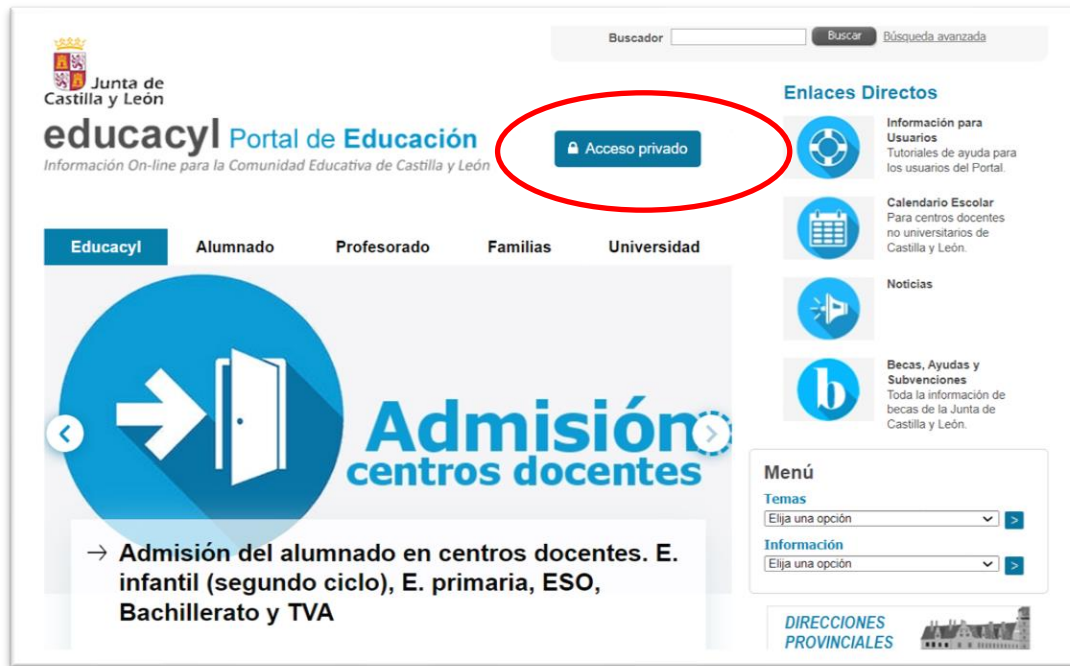 Buscador Buscar Búsqueda avanzada
Junta de
Castilla y León
educacyl Portal de Educación
Información On-line para la Comunidad Educativa de Castilla y León
Acceso privado
Educacyl Alumnado Profesorado Familias Universidad
Admisión
centros docentes
→ Admisión del alumnado en centros docentes. E.
infantil (segundo ciclo), E. primaria, ESO,
Bachillerato y TVA
Enlaces Directos
Información para
Usuarios
Tutoriales de ayuda para
los usuarios del Portal.
Calendario Escolar
Para centros docentes
no universitarios de
Castilla y León.
Noticias
b
Becas, Ayudas y
Subvenciones
Toda la información de
becas de la Junta de
Castilla y León.
Menú
Temas
Elija una opción >
Información
Elija una opción >
DIRECCIONES
PROVINCIALES